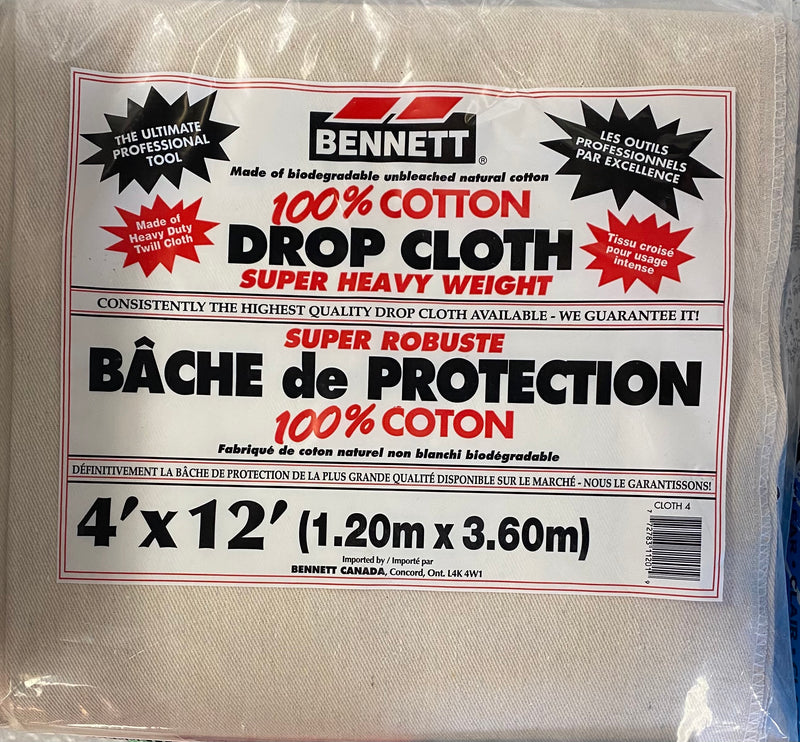 THE ULTIMATE
PROFESSIONAL
TOOL
BENNETT
®
LES OUTILS
PROFESSIONNELS
PAR EXCELLENCE
Made of biodegradable unbleached natural cotton
100% COTTON
Made of
Heavy Duty
Twill Cloth
DROP CLOTH
Tissu croisé
pour usage
intense
SUPER HEAVY WEIGHT
CONSISTENTLY THE HIGHEST QUALITY DROP CLOTH AVAILABLE - WE GUARANTEE IT!
SUPER ROBUSTE
BÂCHE de PROTECTION
100% COTON
Fabriqué de coton naturel non blanchi biodégradable
DÉFINITIVEMENT LA BÂCHE DE PROTECTION DE LA PLUS GRANDE QUALITÉ DISPONIBLE SUR LE MARCHÉ - NOUS LE GARANTISSONS!
4' x 12' (1.20m x 3.60m)
CLOTH 4
7 72783 11201 9
Imported by / Importé par
BENNETT CANADA, Concord, Ont. L4K 4W1